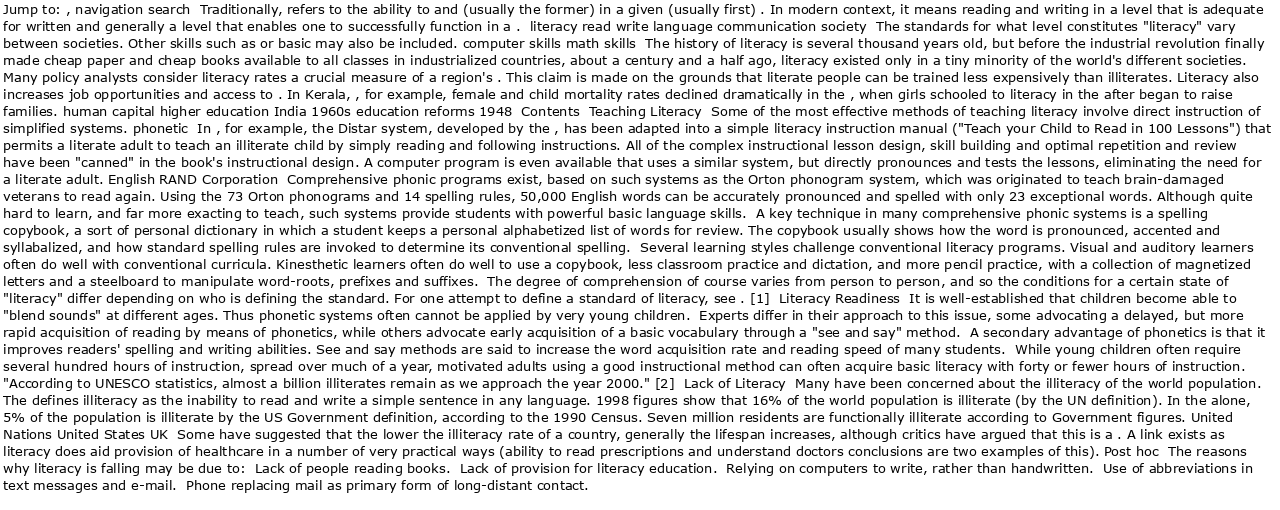 Jump to: , navigation search  Traditionally, refers to the ability to and (usually the former) in a given (usually first) . In modern context, it means reading and writing in a level that is adequate
for written and generally a level that enables one to successfully function in a .  literacy read write language communication society  The standards for what level constitutes "literacy" vary
between societies. Other skills such as or basic may also be included. computer skills math skills  The history of literacy is several thousand years old, but before the industrial revolution finally
made cheap paper and cheap books available to all classes in industrialized countries, about a century and a half ago, literacy existed only in a tiny minority of the world's different societies.
Many policy analysts consider literacy rates a crucial measure of a region's . This claim is made on the grounds that literate people can be trained less expensively than illiterates. Literacy also
increases job opportunities and access to . In Kerala, , for example, female and child mortality rates declined dramatically in the , when girls schooled to literacy in the after began to raise
families. human capital higher education India 1960s education reforms 1948  Contents  Teaching Literacy  Some of the most effective methods of teaching literacy involve direct instruction of
simplified systems. phonetic  In , for example, the Distar system, developed by the , has been adapted into a simple literacy instruction manual ("Teach your Child to Read in 100 Lessons") that
permits a literate adult to teach an illiterate child by simply reading and following instructions. All of the complex instructional lesson design, skill building and optimal repetition and review
have been "canned" in the book's instructional design. A computer program is even available that uses a similar system, but directly pronounces and tests the lessons, eliminating the need for
a literate adult. English RAND Corporation  Comprehensive phonic programs exist, based on such systems as the Orton phonogram system, which was originated to teach brain-damaged
veterans to read again. Using the 73 Orton phonograms and 14 spelling rules, 50,000 English words can be accurately pronounced and spelled with only 23 exceptional words. Although quite
hard to learn, and far more exacting to teach, such systems provide students with powerful basic language skills.  A key technique in many comprehensive phonic systems is a spelling
copybook, a sort of personal dictionary in which a student keeps a personal alphabetized list of words for review. The copybook usually shows how the word is pronounced, accented and
syllabalized, and how standard spelling rules are invoked to determine its conventional spelling.  Several learning styles challenge conventional literacy programs. Visual and auditory learners
often do well with conventional curricula. Kinesthetic learners often do well to use a copybook, less classroom practice and dictation, and more pencil practice, with a collection of magnetized
letters and a steelboard to manipulate word-roots, prefixes and suffixes.  The degree of comprehension of course varies from person to person, and so the conditions for a certain state of
"literacy" differ depending on who is defining the standard. For one attempt to define a standard of literacy, see . [1]  Literacy Readiness  It is well-established that children become able to
"blend sounds" at different ages. Thus phonetic systems often cannot be applied by very young children.  Experts differ in their approach to this issue, some advocating a delayed, but more
rapid acquisition of reading by means of phonetics, while others advocate early acquisition of a basic vocabulary through a "see and say" method.  A secondary advantage of phonetics is that it
improves readers' spelling and writing abilities. See and say methods are said to increase the word acquisition rate and reading speed of many students.  While young children often require
several hundred hours of instruction, spread over much of a year, motivated adults using a good instructional method can often acquire basic literacy with forty or fewer hours of instruction.
"According to UNESCO statistics, almost a billion illiterates remain as we approach the year 2000." [2]  Lack of Literacy  Many have been concerned about the illiteracy of the world population.
The defines illiteracy as the inability to read and write a simple sentence in any language. 1998 figures show that 16% of the world population is illiterate (by the UN definition). In the alone,
5% of the population is illiterate by the US Government definition, according to the 1990 Census. Seven million residents are functionally illiterate according to Government figures. United
Nations United States UK  Some have suggested that the lower the illiteracy rate of a country, generally the lifespan increases, although critics have argued that this is a . A link exists as
literacy does aid provision of healthcare in a number of very practical ways (ability to read prescriptions and understand doctors conclusions are two examples of this). Post hoc  The reasons
why literacy is falling may be due to:  Lack of people reading books.  Lack of provision for literacy education.  Relying on computers to write, rather than handwritten.  Use of abbreviations in
text messages and e-mail.  Phone replacing mail as primary form of long-distant contact.